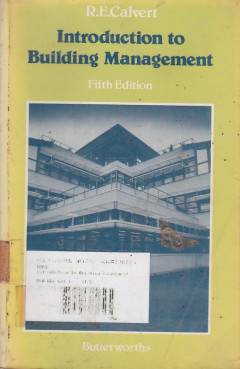 R.E.Calvert
Introduction to
Building Management
Fifth Edition
Butterworths